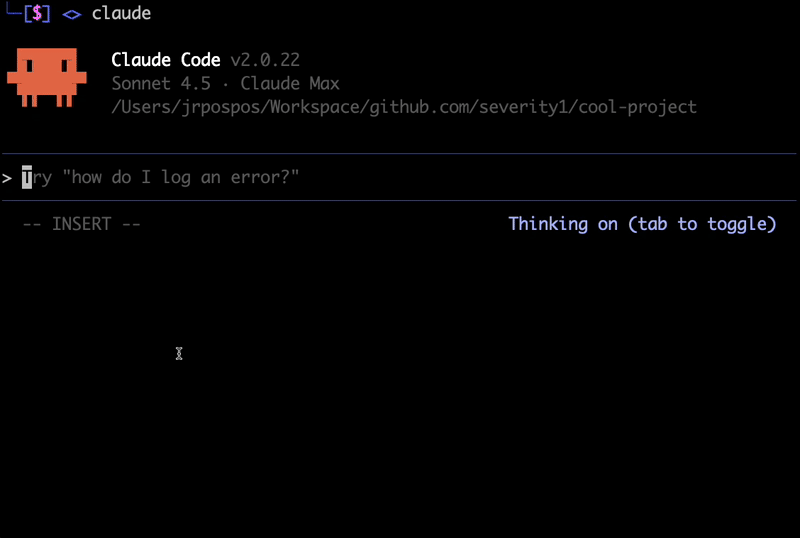 ╰─[$] <> claude
Claude Code v2.0.22
Sonnet 4.5 · Claude Max
/Users/jrpospos/Workspace/github.com/severity1/cool-project
> Try "how do I log an error?"
-- INSERT -- Thinking on (tab to toggle)